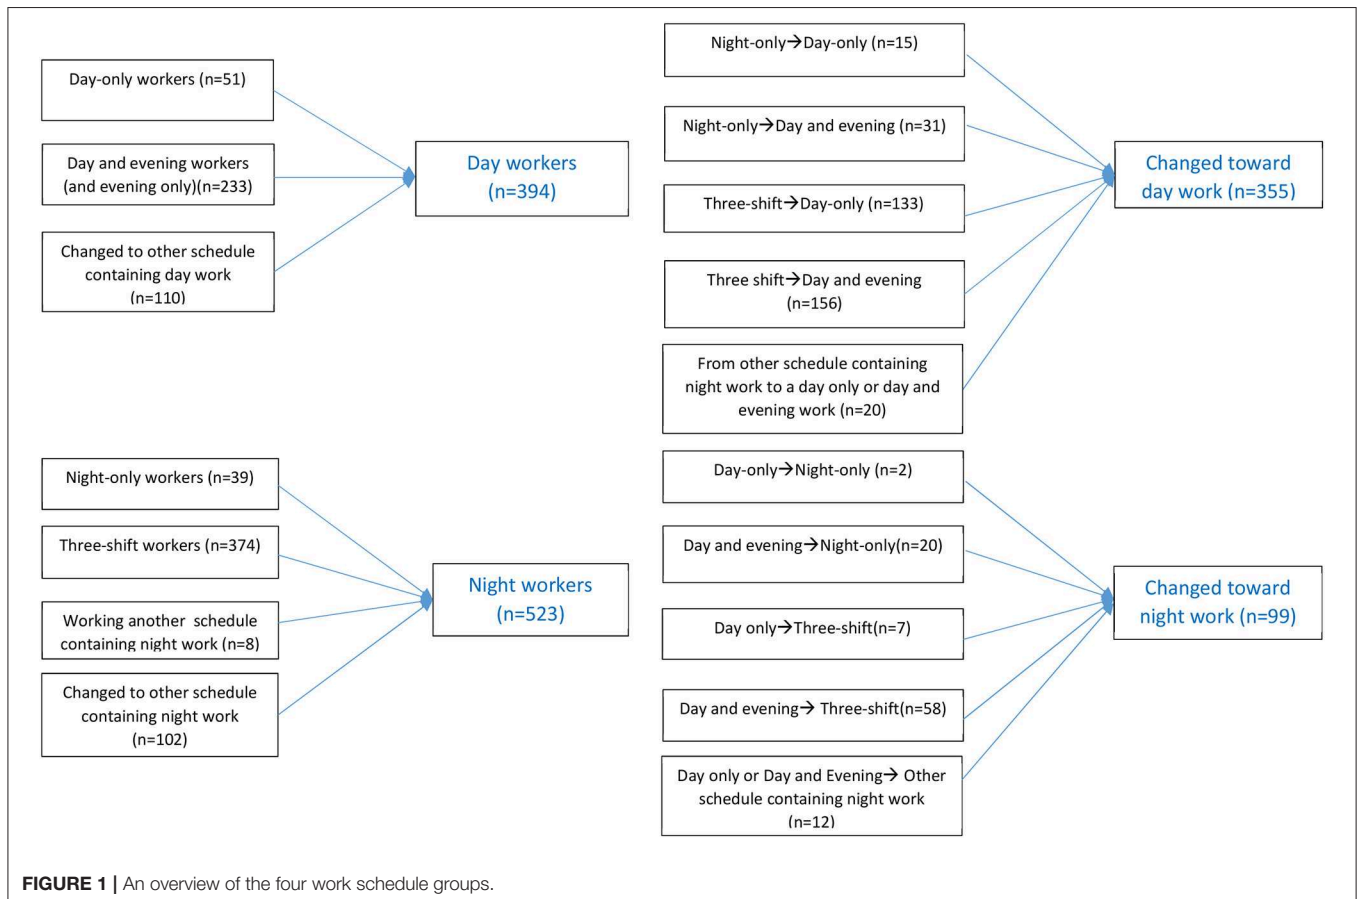 Day-only workers (n=51)
Day and evening workers
(and evening only)(n=233)
Changed to other schedule
containing day work
(n=110)
Day workers
(n=394)
Night-only→Day-only (n=15)
Night-only→Day and evening (n=31)
Three-shift→Day-only (n=133)
Three shift→Day and evening
(n=156)
From other schedule containing
night work to a day only or day and
evening work (n=20)
Changed toward
day work (n=355)
Night-only workers (n=39)
Three-shift workers (n=374)
Working another schedule
containing night work (n=8)
Changed to other schedule
containing night work
(n=102)
Night workers
(n=523)
Day-only→Night-only (n=2)
Day and evening→Night-only(n=20)
Day only→Three-shift(n=7)
Day and evening→ Three-shift(n=58)
Day only or Day and Evening→ Other
schedule containing night work
(n=12)
Changed toward
night work (n=99)
FIGURE 1 | An overview of the four work schedule groups.